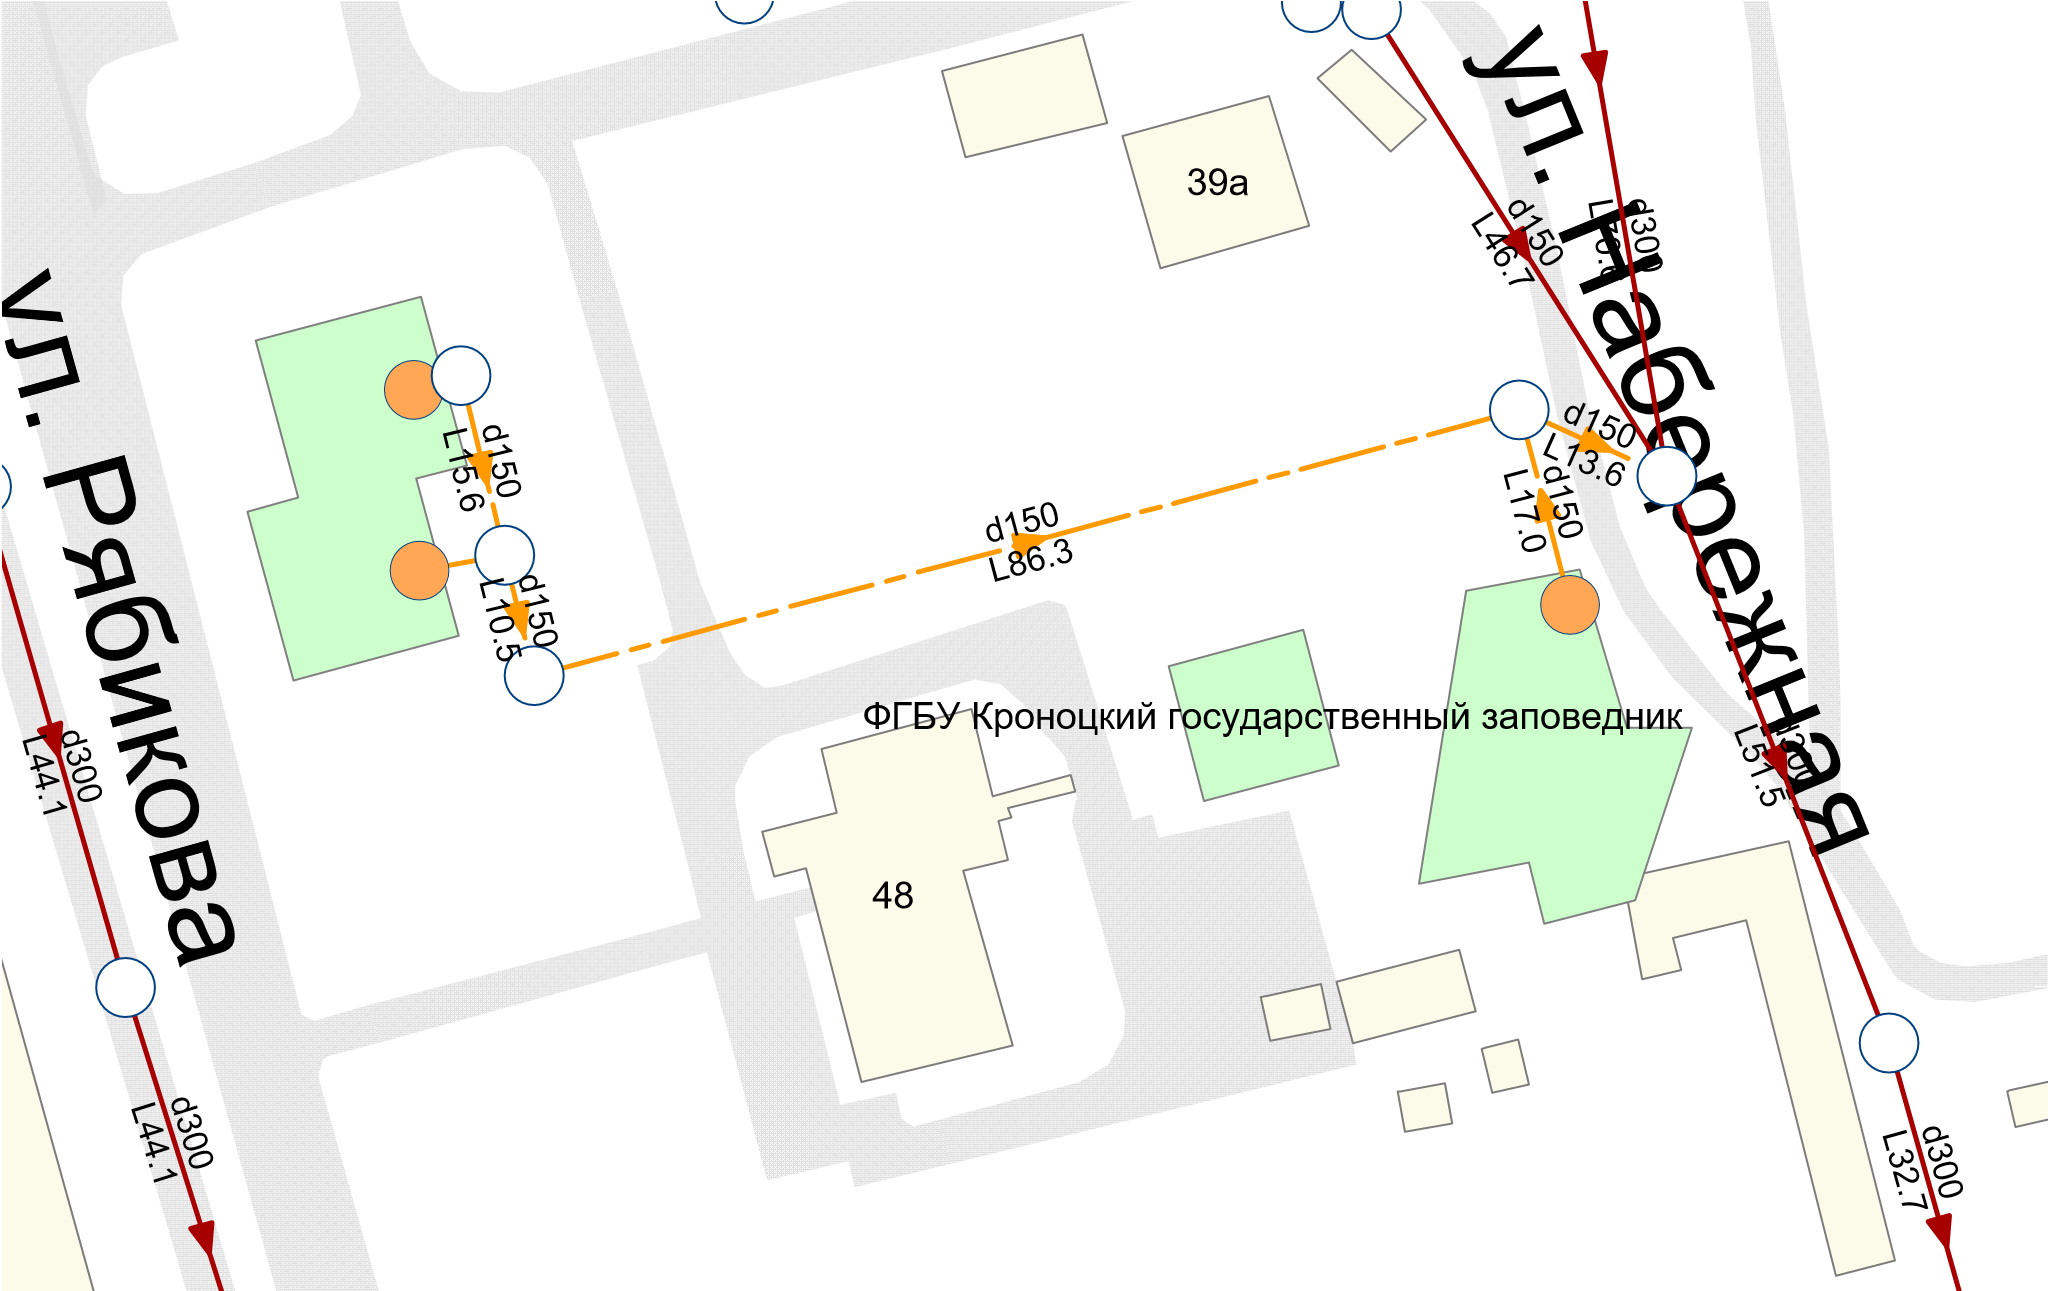 ул. Набережная
39а
d150
L46.7
d300
ул. Рябикова
d150
L15.6
d150
L13.6
d150
L17.0
d150
L86.3
d150
L10.5
ФГБУ Кроноцкий государственный заповедник
d300
L44.1
d300
L51.5
48
d300
L44.1
d300
L32.7